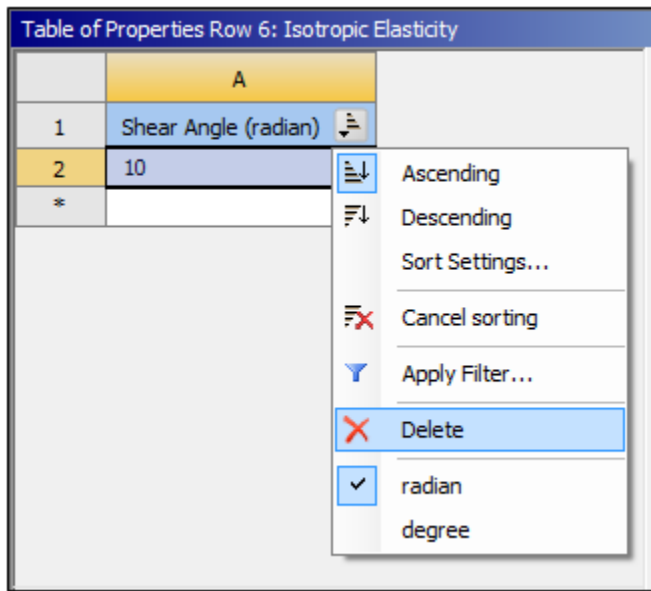 Table of Properties Row 6: Isotropic Elasticity
A
1 Shear Angle (radian)
2 10
*
Ascending
Descending
Sort Settings...
Cancel sorting
Apply Filter...
Delete
radian
degree